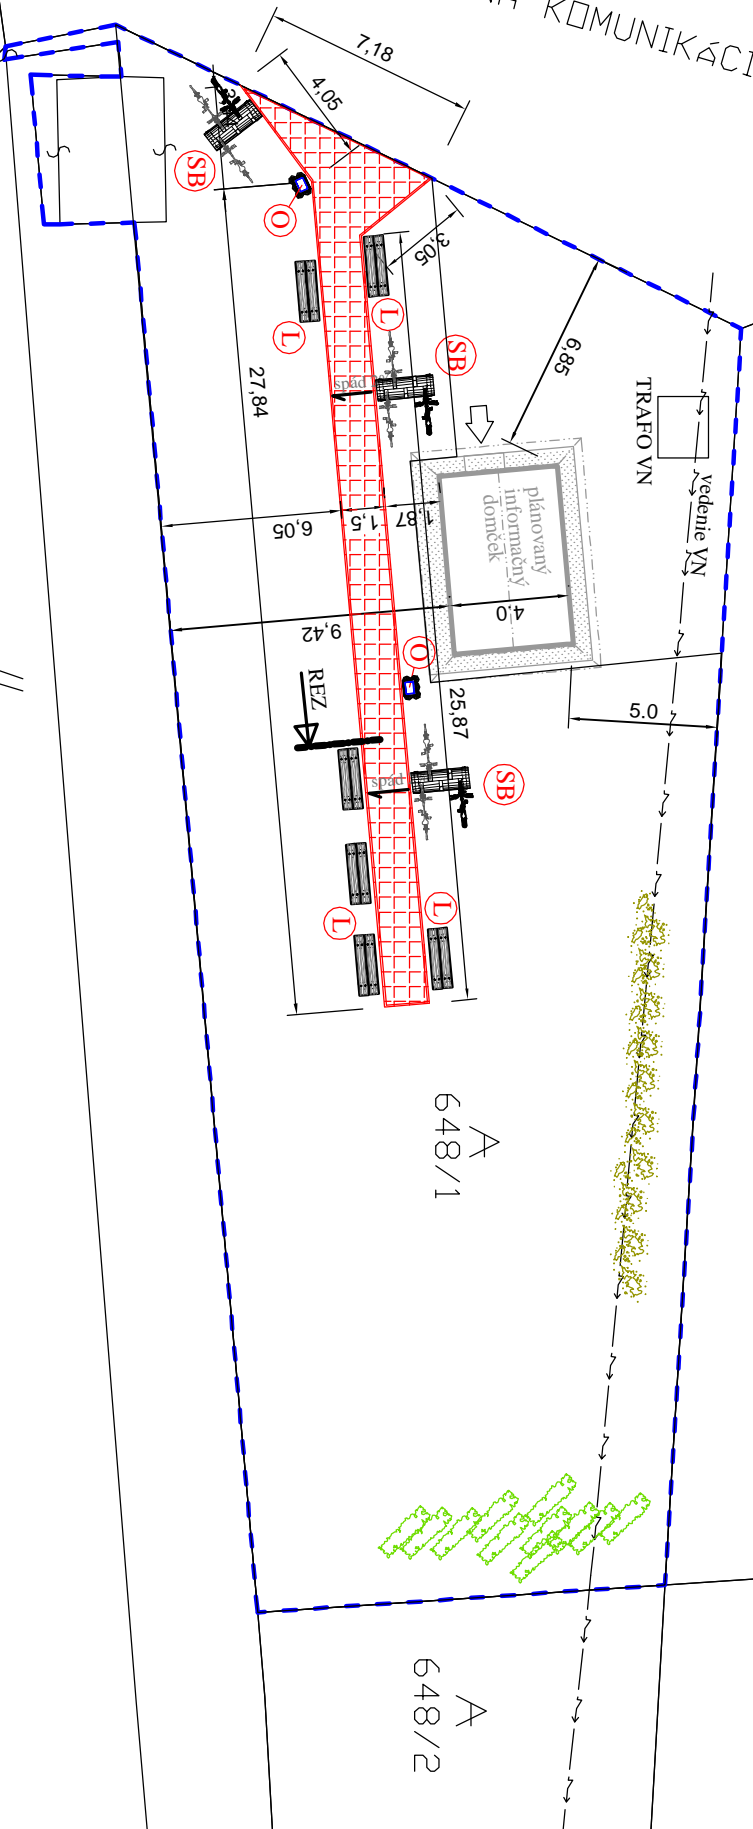 KOMUNIKÁCI
7,18
4,05
3,05
SB
O
L
L
SB
6,85
27,84
spád
TRAFO VN
vedenie VN
plánovaný
informačný
domček
6,05
1,5
1,87
4,0
9,42
O
REZ
25,87
5.0
SB
spád
L
L
A
648/1
A
648/2